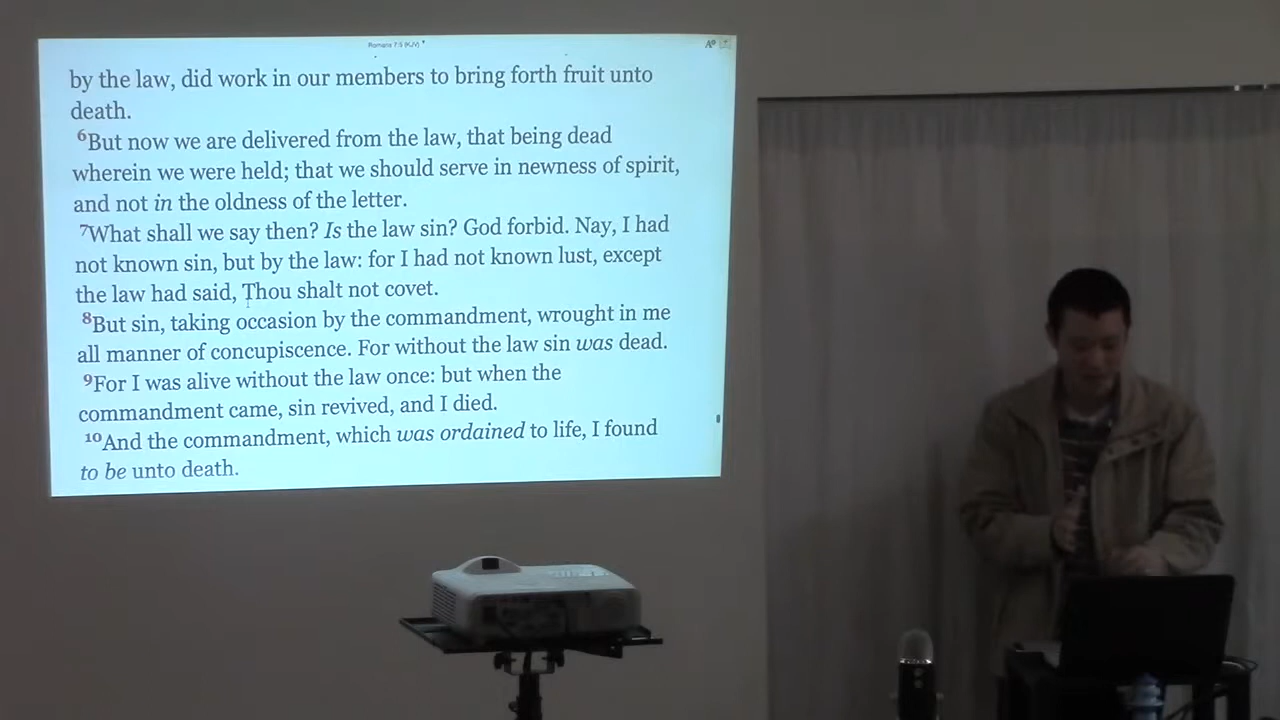 Romans 7:5 (KJV)
by the law, did work in our members to bring forth fruit unto
death.
6But now we are delivered from the law, that being dead
wherein we were held; that we should serve in newness of spirit,
and not in the oldness of the letter.
7What shall we say then? Is the law sin? God forbid. Nay, I had
not known sin, but by the law: for I had not known lust, except
the law had said, Thou shalt not covet.
8But sin, taking occasion by the commandment, wrought in me
all manner of concupiscence. For without the law sin was dead.
9For I was alive without the law once: but when the
commandment came, sin revived, and I died.
10And the commandment, which was ordained to life, I found
to be unto death.